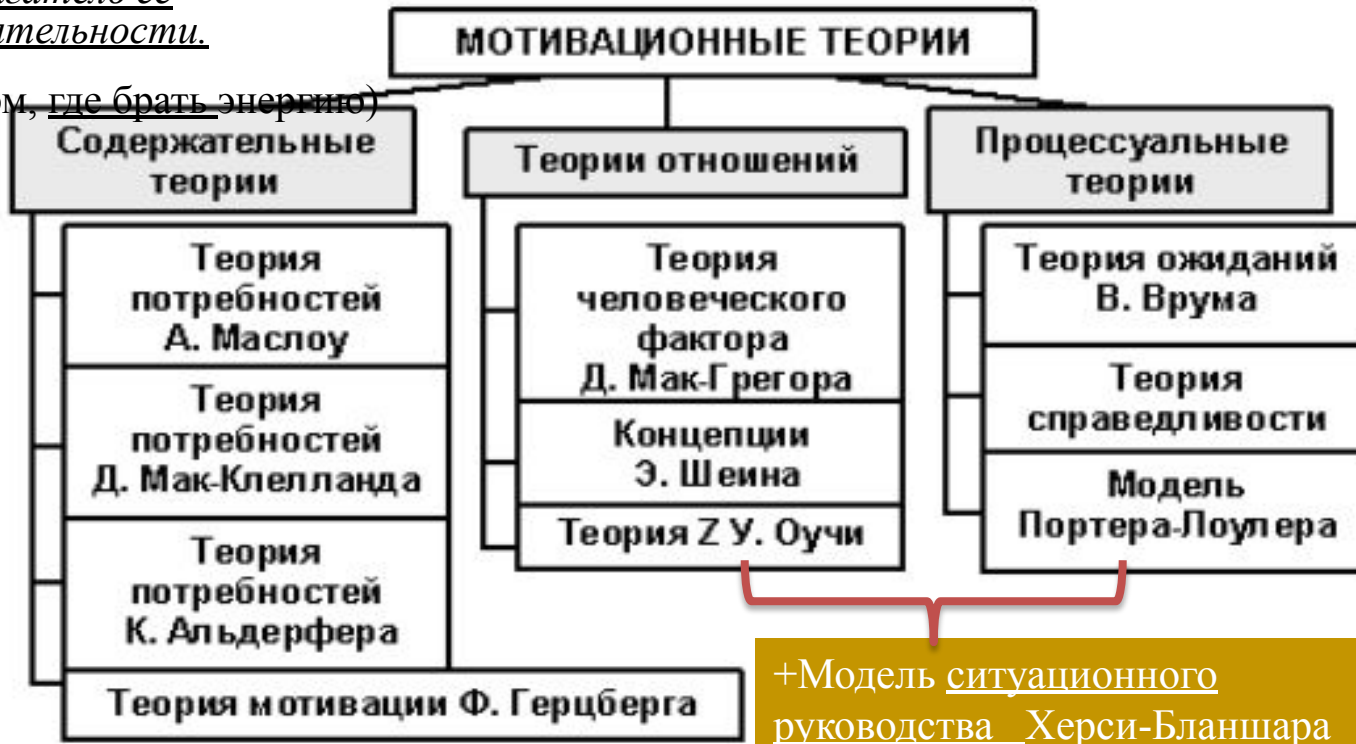 ательности.
МОТИВАЦИОННЫЕ ТЕОРИИ
где брать энергию)
Содержательные
теории
Теория
потребностей
А. Маслоу
Теория
потребностей
Д. Мак-Клелланда
Теория
потребностей
К. Альдерфера
Теория мотивации Ф. Герцберга
Теории отношений
Теория
человеческого
фактора
Д. Мак-Грегора
Концепции
Э. Шеина
Теория Z У. Оучи
Процессуальные
теории
Теория ожиданий
В. Врума
Теория
справедливости
Модель
Портера-Лоулера
+Модель ситуационного
руководства Херси-Бланшара